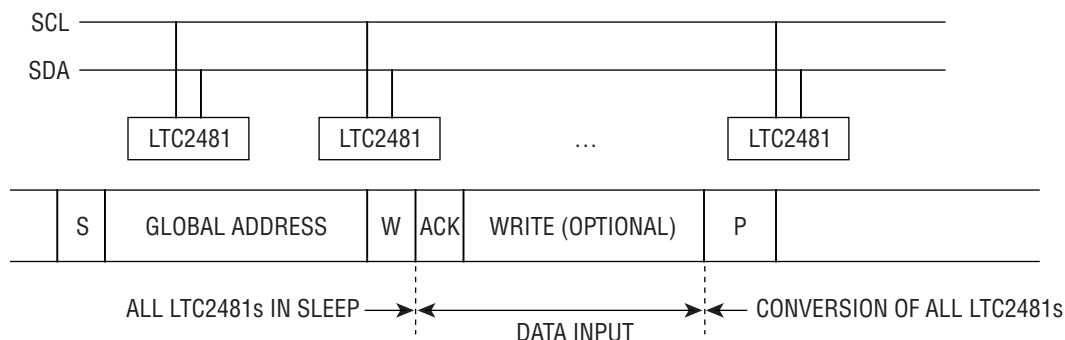 SCL
SDA
LTC2481 LTC2481 ... LTC2481
S GLOBAL ADDRESS W ACK WRITE (OPTIONAL) P
ALL LTC2481s IN SLEEP DATA INPUT CONVERSION OF ALL LTC2481s